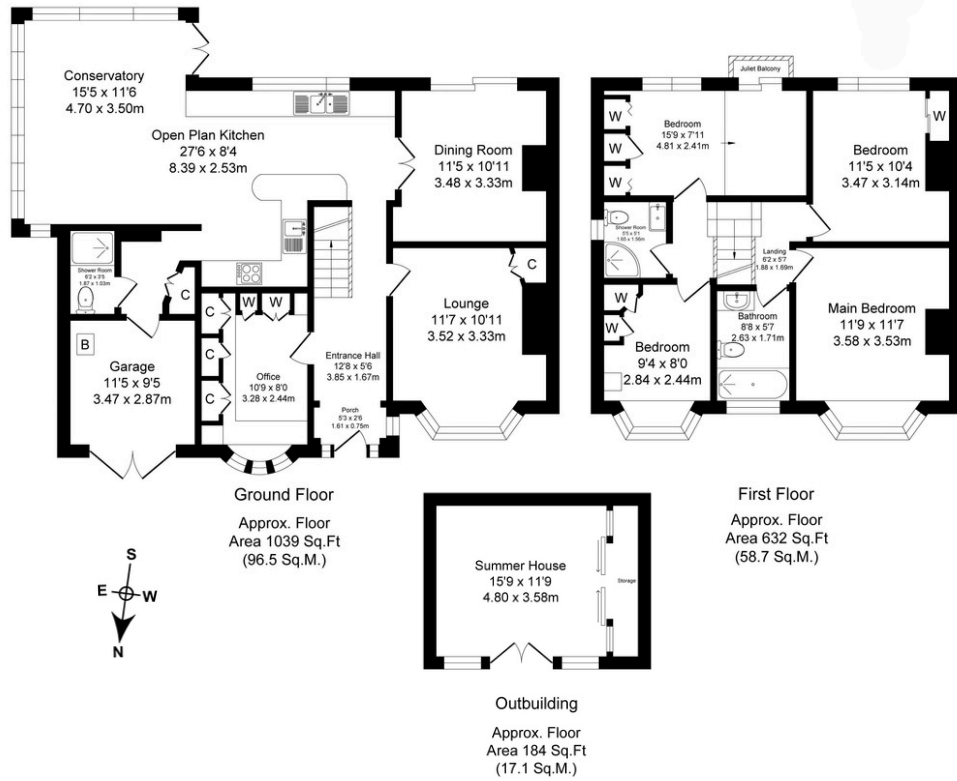 Conservatory
15'5 x 11'6
4.70 x 3.50m
Open Plan Kitchen
27'6 x 8'4
8.39 x 2.53m
Dining Room
11'5 x 10'11
3.48 x 3.33m
Shower Room
6'2 x 3'5
1.87 x 1.03m
C
B
Garage
11'5 x 9'5
3.47 x 2.87m
W
W
C
C
C
Office
10'9 x 8'0
3.28 x 2.44m
Entrance Hall
12'8 x 5'6
3.85 x 1.67m
Porch
5'3 x 2'6
1.61 x 0.75m
C
Lounge
11'7 x 10'11
3.52 x 3.33m
Ground Floor
Approx. Floor
Area 1039 Sq.Ft
(96.5 Sq.M.)
Juliet Balcony
W
W
W
Bedroom
15'9 x 7'11
4.81 x 2.41m
W
Bedroom
11'5 x 10'4
3.47 x 3.14m
Shower Room
5'5 x 5'1
1.65 x 1.56m
Landing
6'2 x 5'7
1.88 x 1.69m
W
W
Bedroom
9'4 x 8'0
2.84 x 2.44m
Bathroom
8'8 x 5'7
2.63 x 1.71m
Main Bedroom
11'9 x 11'7
3.58 x 3.53m
First Floor
Approx. Floor
Area 632 Sq.Ft
(58.7 Sq.M.)
S
E W
N
Summer House
15'9 x 11'9
4.80 x 3.58m
Storage
Outbuilding
Approx. Floor
Area 184 Sq.Ft
(17.1 Sq.M.)